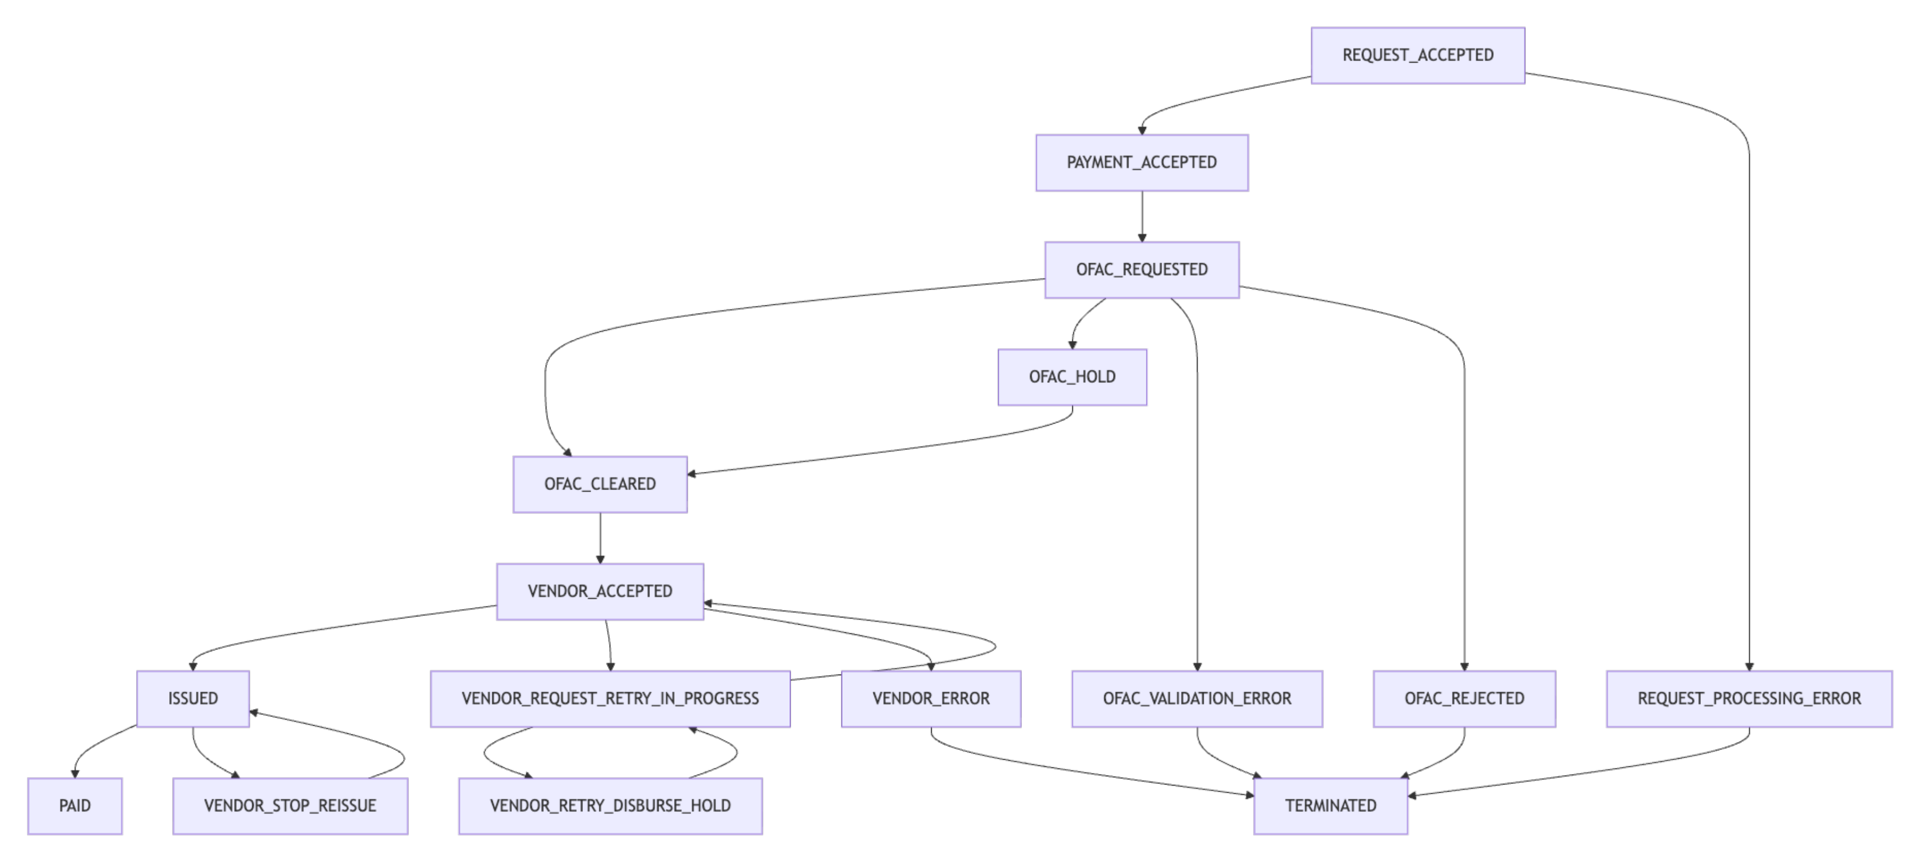 REQUEST_ACCEPTED
PAYMENT_ACCEPTED
OFAC_REQUESTED
OFAC_HOLD
OFAC_CLEARED
VENDOR_ACCEPTED
ISSUED
VENDOR_REQUEST_RETRY_IN_PROGRESS
VENDOR_ERROR
OFAC_VALIDATION_ERROR
OFAC_REJECTED
REQUEST_PROCESSING_ERROR
PAID
VENDOR_STOP_REISSUE
VENDOR_RETRY_DISBURSE_HOLD
TERMINATED